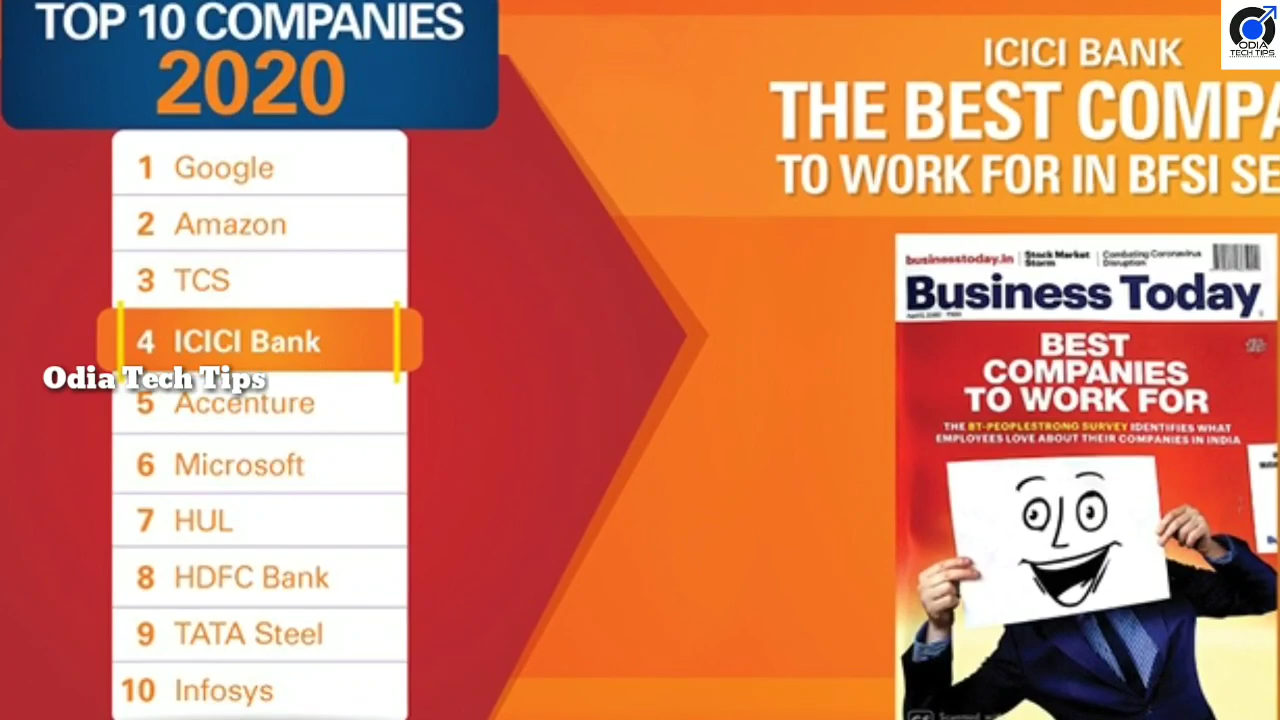 TOP 10 COMPANIES
2020
1 Google
2 Amazon
3 TCS
4 ICICI Bank
Odia Tech Tips
5 Accenture
6 Microsoft
7 HUL
8 HDFC Bank
9 TATA Steel
10 Infosys
ICICI BANK
THE BEST COMPA
TO WORK FOR IN BFSI SE
ODIA
TECH TIPS
businesstoday.in
Stock Market
Storm
Combating Coronavirus
Disruption
Business Today
BEST
COMPANIES
TO WORK FOR
THE BT-PEOPLESTRONG SURVEY IDENTIFIES WHAT
EMPLOYEES LOVE ABOUT THEIR COMPANIES IN INDIA